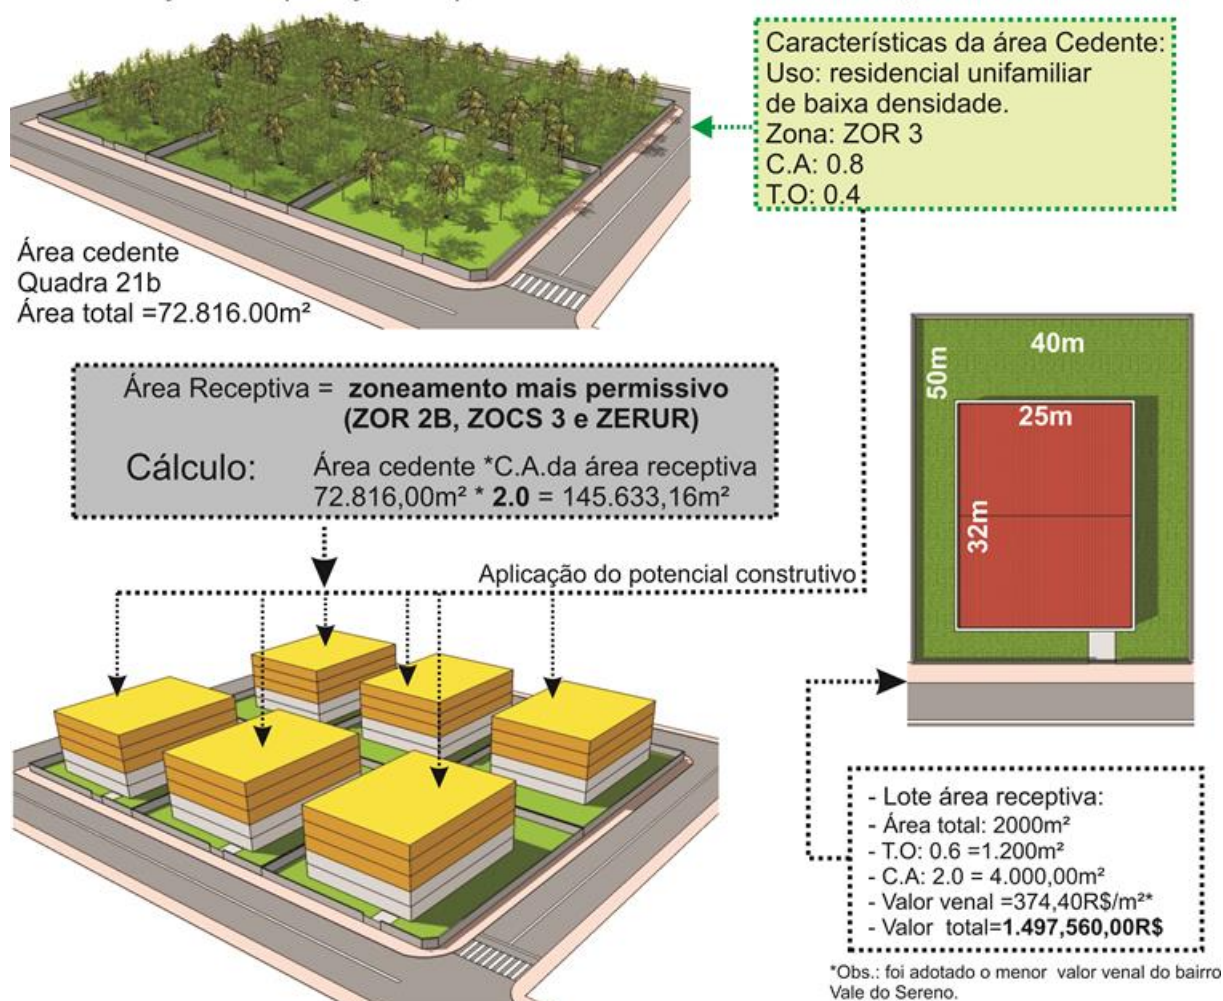 Características da área Cedente:
Uso: residencial unifamiliar
de baixa densidade.
Zona: ZOR 3
C.A: 0.8
T.O: 0.4
Área cedente
Quadra 21b
Área total =72.816.00m²
Área Receptiva = zoneamento mais permissivo
(ZOR 2B, ZOCS 3 e ZERUR)
Cálculo:
Área cedente *C.A.da área receptiva
72.816,00m² * 2.0 = 145.633,16m²
Aplicação do potencial construtivo
40m
50m
25m
32m
- Lote área receptiva:
- Área total: 2000m²
- T.O: 0.6 =1.200m²
- C.A: 2.0 = 4.000,00m²
- Valor venal =374,40R$/m²*
- Valor total=1.497,560,00R$
*Obs.: foi adotado o menor valor venal do bairro
Vale do Sereno.